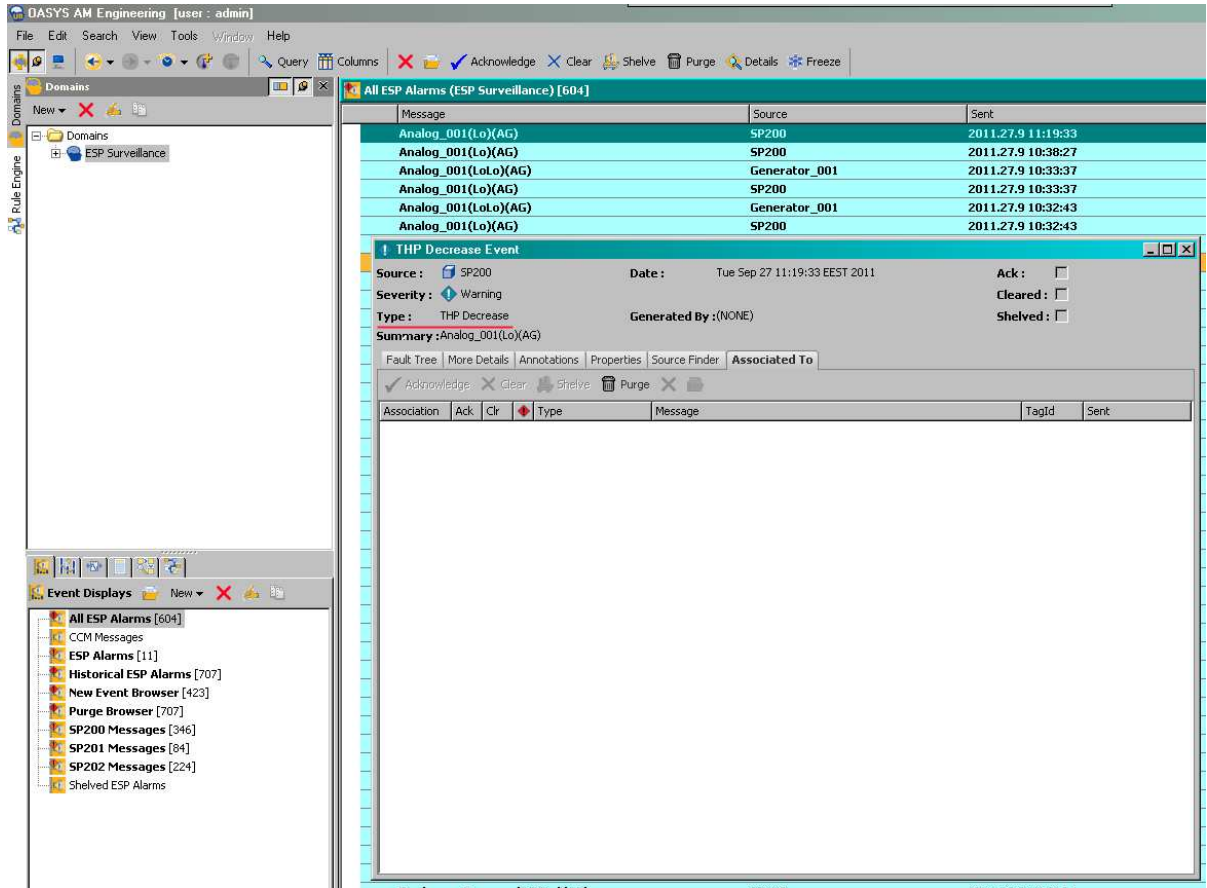 OASYS AM Engineering [user : admin]
File Edit Search View Tools Window Help
Query Columns Acknowledge Clear Shelve Purge Details Freeze
Domains
Rule Engine
Domains
New
Domains
ESP Surveillance
All ESP Alarms (ESP Surveillance) [604]
Message Source Sent
Analog_001(Lo)(AG) SP200 2011.27.9 11:19:33
Analog_001(Lo)(AG) SP200 2011.27.9 10:38:27
Analog_001(LoLo)(AG) Generator_001 2011.27.9 10:33:37
Analog_001(Lo)(AG) SP200 2011.27.9 10:33:37
Analog_001(LoLo)(AG) Generator_001 2011.27.9 10:32:43
Analog_001(Lo)(AG) SP200 2011.27.9 10:32:43
THP Decrease Event
Source : SP200 Date : Tue Sep 27 11:19:33 EEST 2011 Ack :
Severity : Warning Cleared :
Type : THP Decrease Generated By :(NONE) Shelved :
Summary :Analog_001(Lo)(AG)
Fault Tree More Details Annotations Properties Source Finder Associated To
Acknowledge Clear Shelve Purge
Association Ack Clr Type Message TagId Sent
Event Displays New
All ESP Alarms [604]
CCM Messages
ESP Alarms [11]
Historical ESP Alarms [707]
New Event Browser [423]
Purge Browser [707]
SP200 Messages [346]
SP201 Messages [84]
SP202 Messages [224]
Shelved ESP Alarms